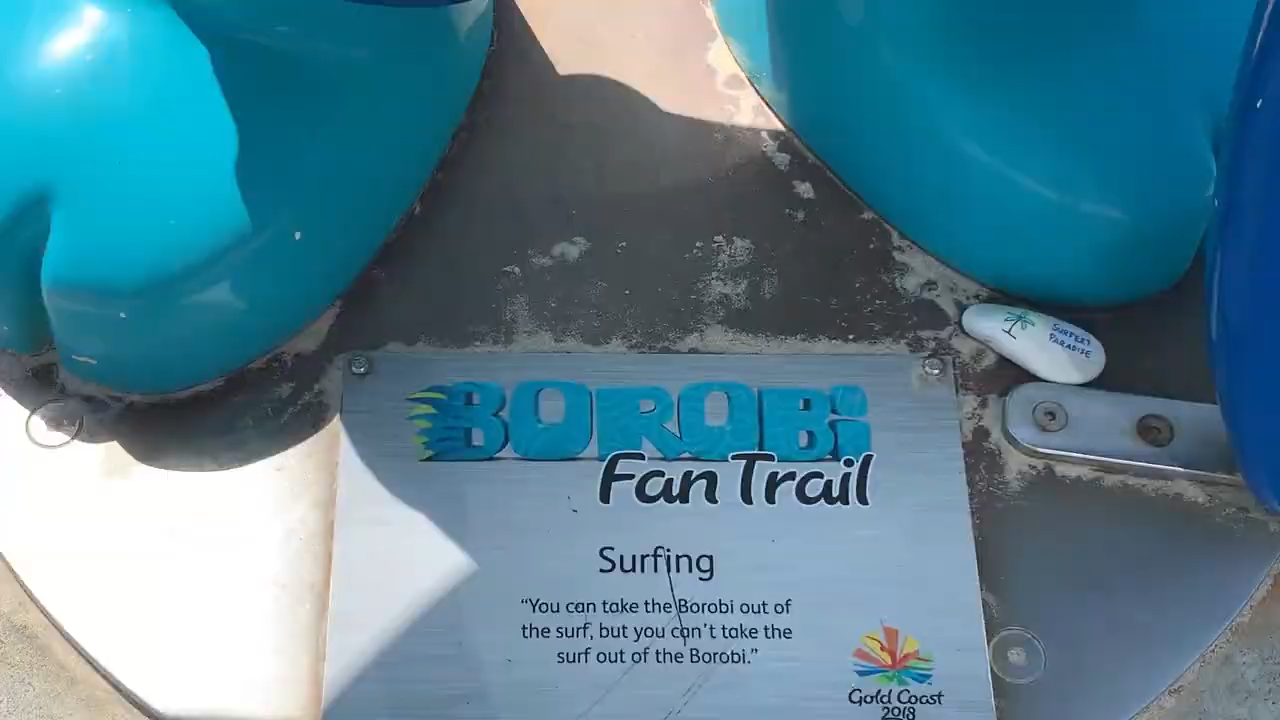 SURFERS
PARADISE
BOROBi
Fan Trail
Surfing
“You can take the Borobi out of
the surf, but you can't take the
surf out of the Borobi.”
Gold Coast
2018